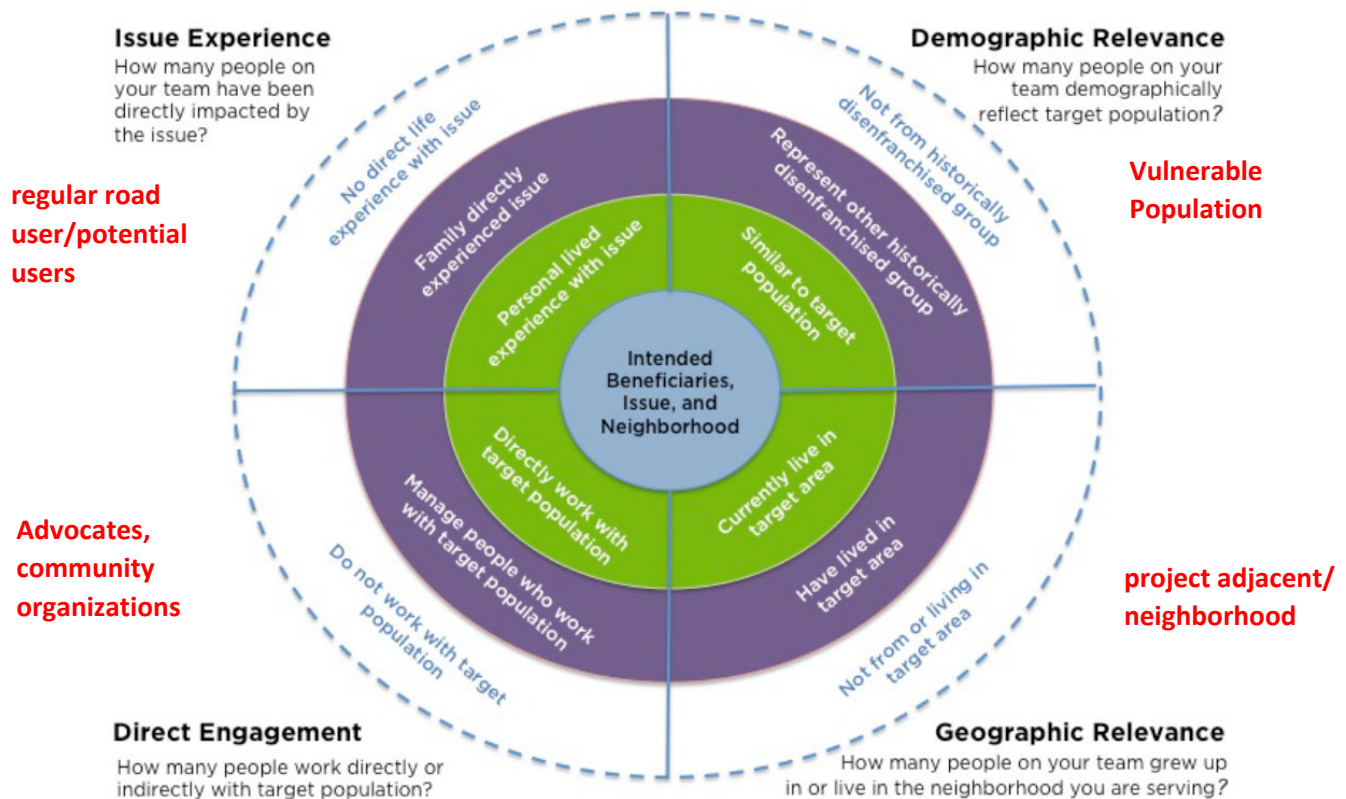 Issue Experience
How many people on
your team have been
directly impacted by
the issue?
Demographic Relevance
How many people on your
team demographically
reflect target population?
regular road
user/potential
users
Vulnerable
Population
No direct life
experience with issue
Family directly
experienced issue
Personal lived
experience with issue
Not from historically
disenfranchised group
Represent other historically
disenfranchised group
Similar to target
population
Intended
Beneficiaries,
Issue, and
Neighborhood
Directly work with
target population
Manage people who work
with target population
Do not work with target
population
Currently live in
target area
Have lived in
target area
Not from or living in
target area
Advocates,
community
organizations
project adjacent/
neighborhood
Direct Engagement
How many people work directly or
indirectly with target population?
Geographic Relevance
How many people on your team grew up
in or live in the neighborhood you are serving?